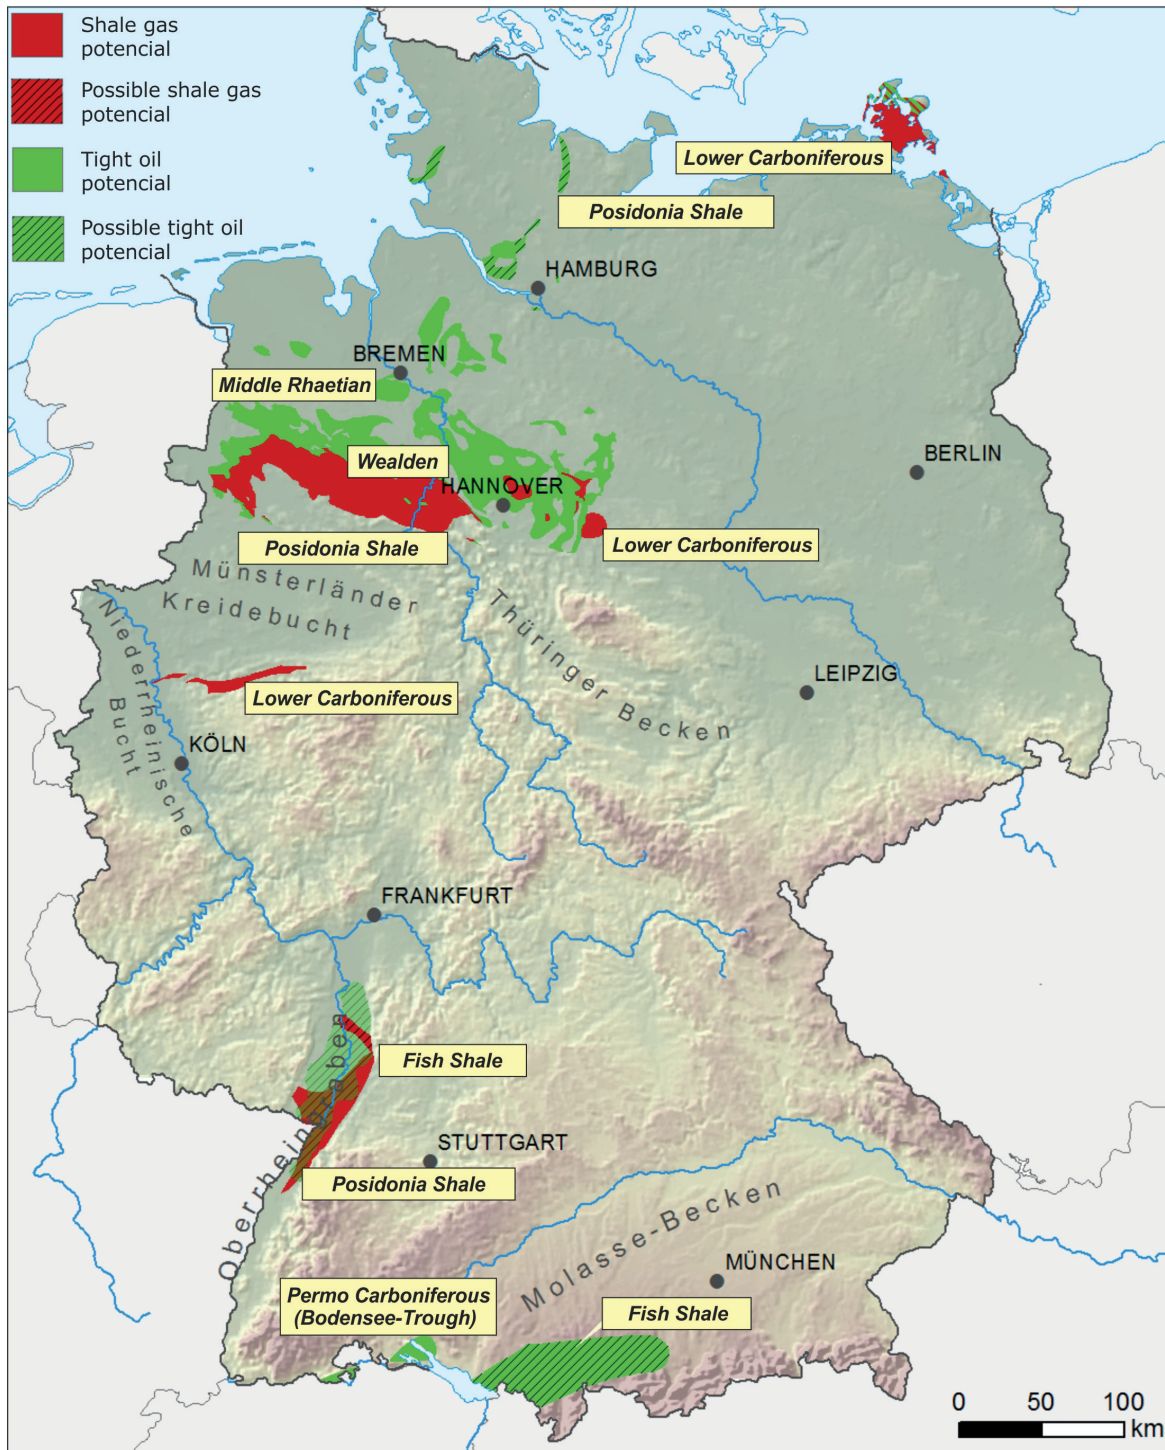 Shale gas
potencial
Possible shale gas
potencial
Tight oil
potencial
Possible tight oil
potencial
Lower Carboniferous
Posidonia Shale
HAMBURG
BREMEN
Middle Rhaetian
Wealden
BERLIN
HANNOVER
Posidonia Shale
Lower Carboniferous
Münsterländer
Kreidebucht
Thüringer Becken
Niederrheinische
Bucht
Lower Carboniferous
LEIPZIG
KÖLN
FRANKFURT
Oberrheingraben
Fish Shale
STUTTGART
Posidonia Shale
Molasse-Becken
MÜNCHEN
Permo Carboniferous
(Bodensee-Trough)
Fish Shale
0 50 100
km